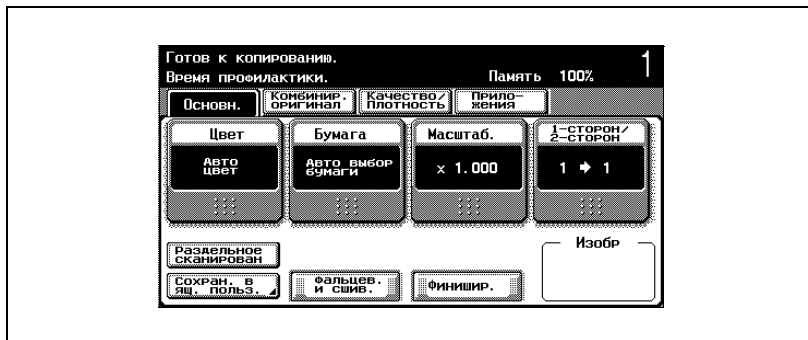 Готов к копированию.
Время профилактики. Память 100% 1
Основн. Комбинир. оригинал Качество/ Плотность Прило- жения
Цвет Бумага Масштаб. 1-сторон/ 2-сторон
Авто цвет Авто выбор бумаги x 1.000 1 ➔ 1
Раздельное
сканирован
Изобр
Сохран. в
ящ. польз.
Фальцев.
и сшив.
Финишир.